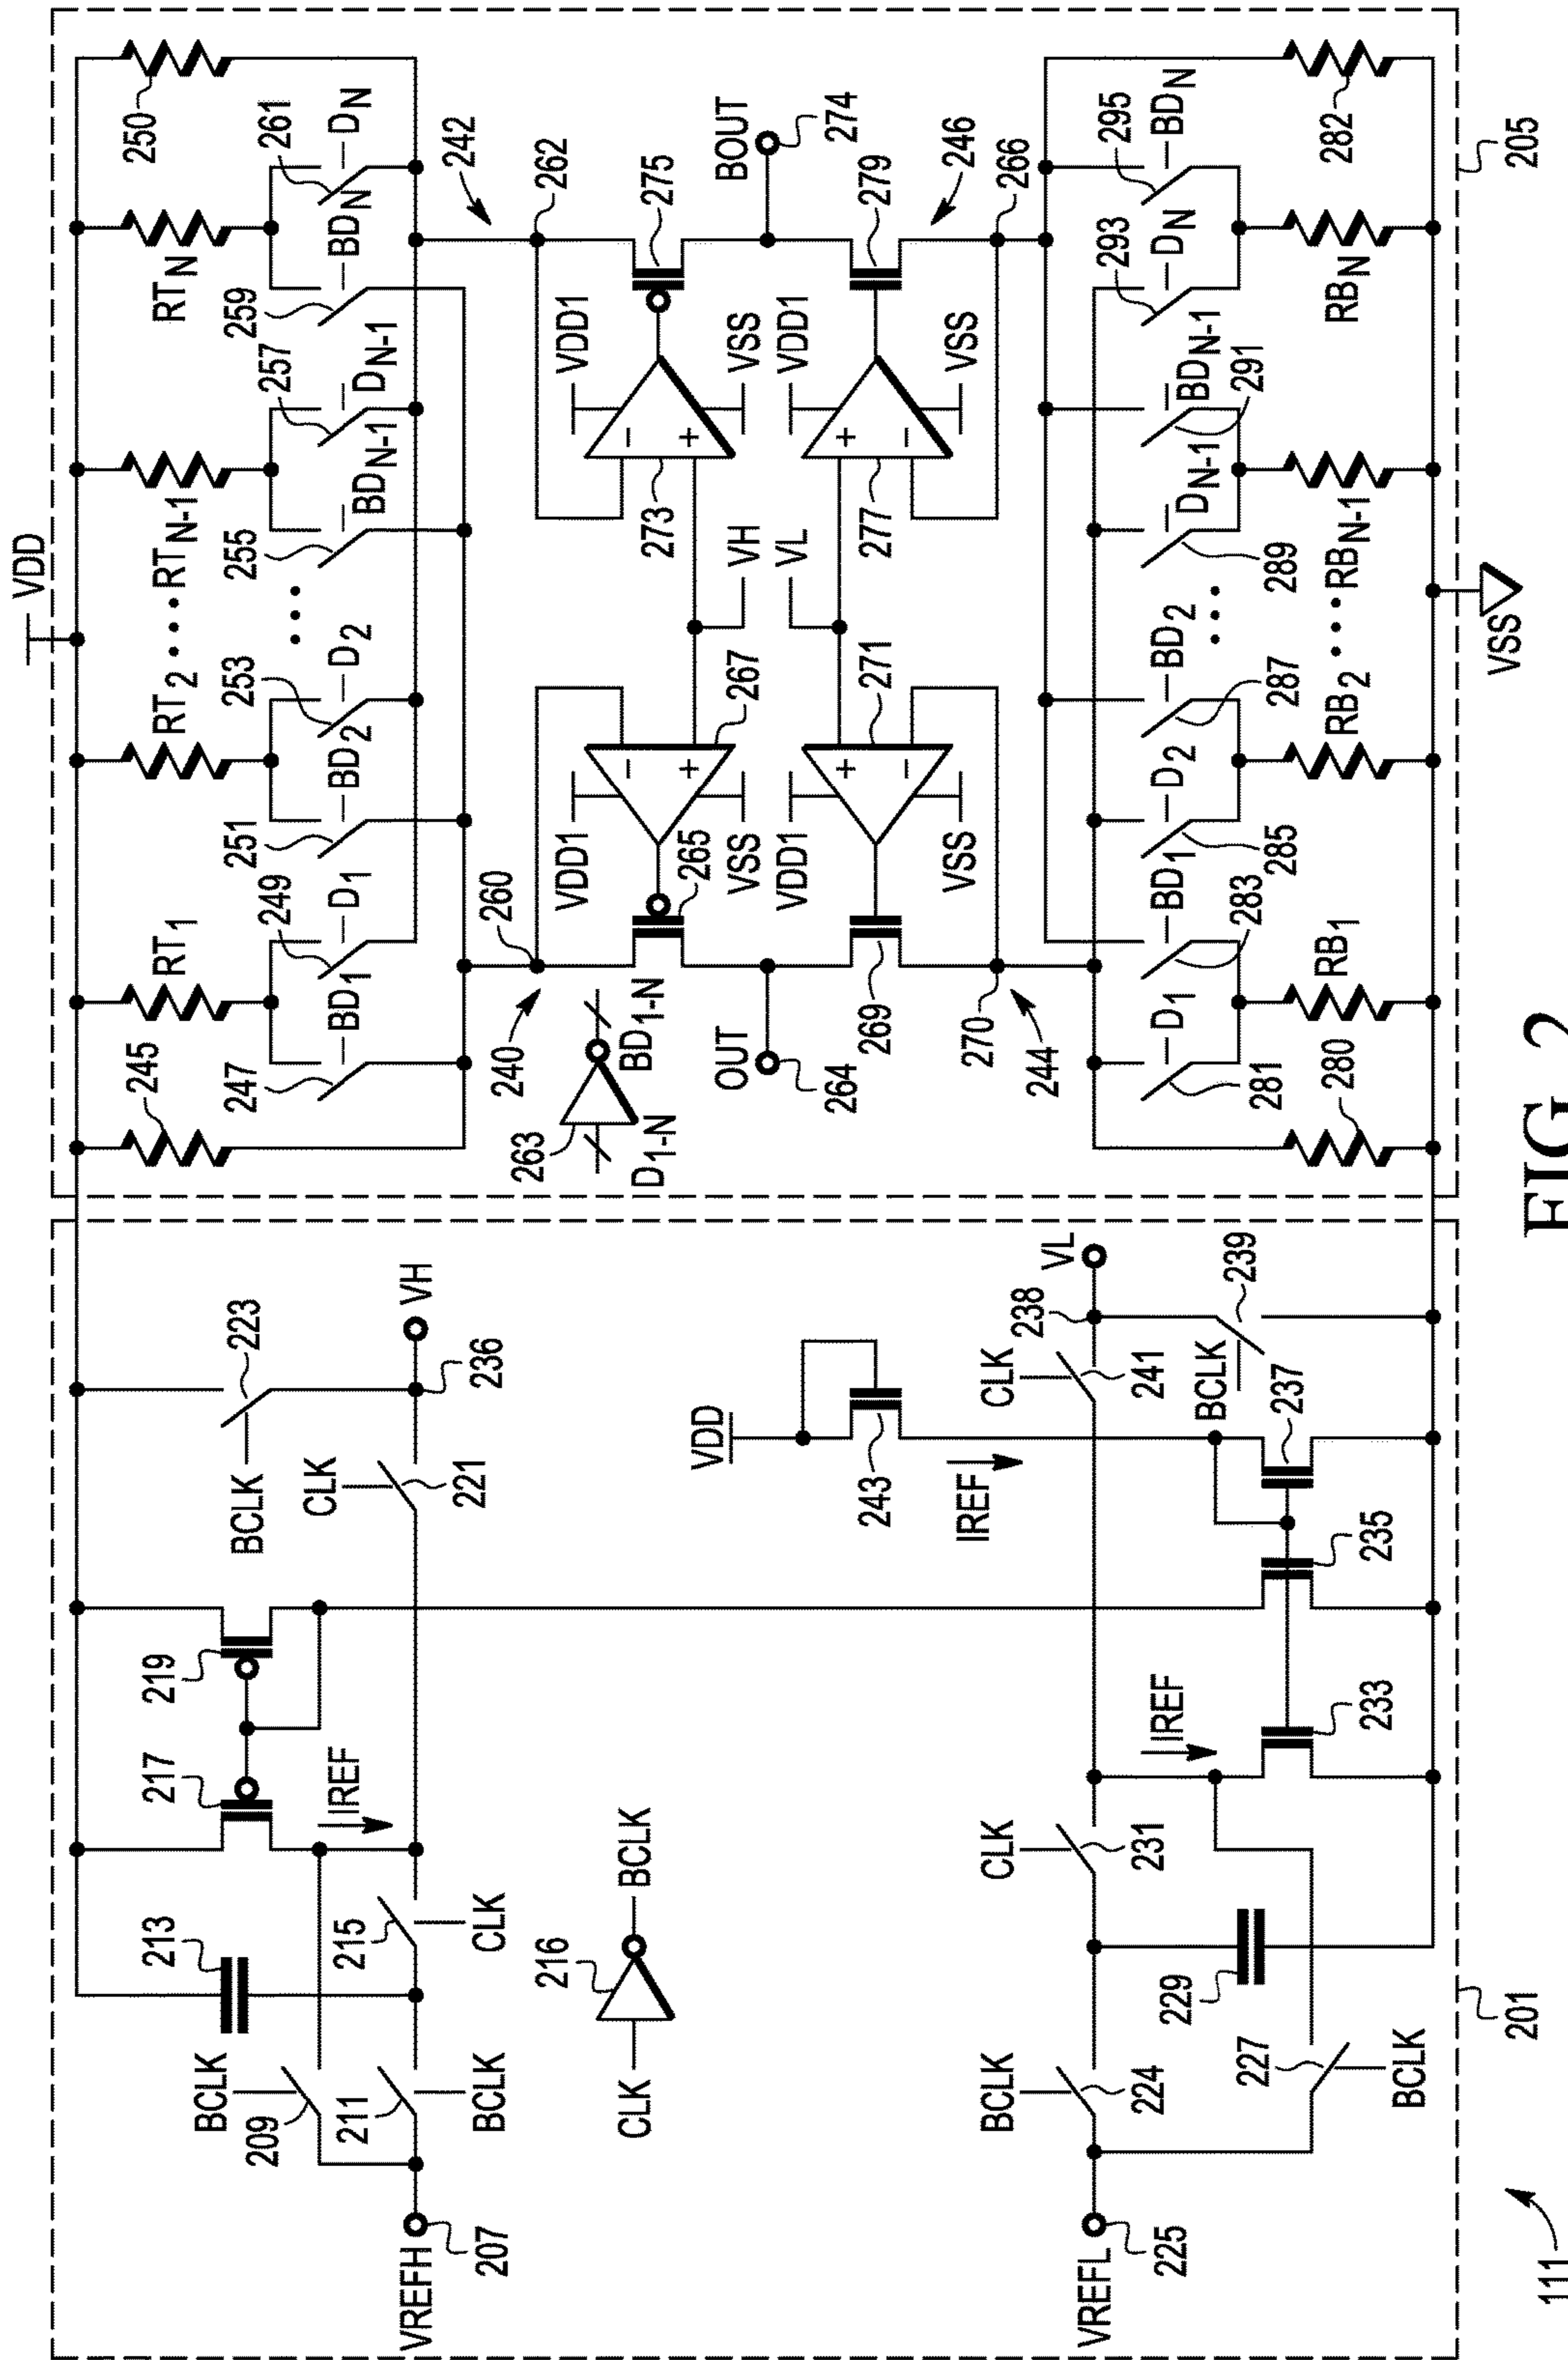 VDD
245
RT1
RT2
RTN-1
RTN
250
247
BD1
249
D1
251
BD2
253
D2
255
BDN-1
257
DN-1
259
BDN
261
DN
240
260
242
262
263
D1-N
BD1-N
VDD1
VSS
265
267
VDD1
VSS
273
275
VH
VL
OUT
264
BOUT
274
VDD1
VSS
269
271
VDD1
VSS
277
279
270
244
266
246
281
D1
283
BD1
285
D2
287
BD2
289
DN-1
291
BDN-1
293
DN
295
BDN
280
RB1
RB2
RBN-1
RBN
282
VSS
205
VREFH
207
BCLK
209
211
BCLK
213
215
CLK
217
219
IREF
BCLK
223
CLK
221
VH
236
CLK
216
BCLK
VDD
243
IREF
VREFL
225
BCLK
224
227
BCLK
229
CLK
231
IREF
233
235
237
CLK
241
238
VL
BCLK
239
201
111
FIG. 2